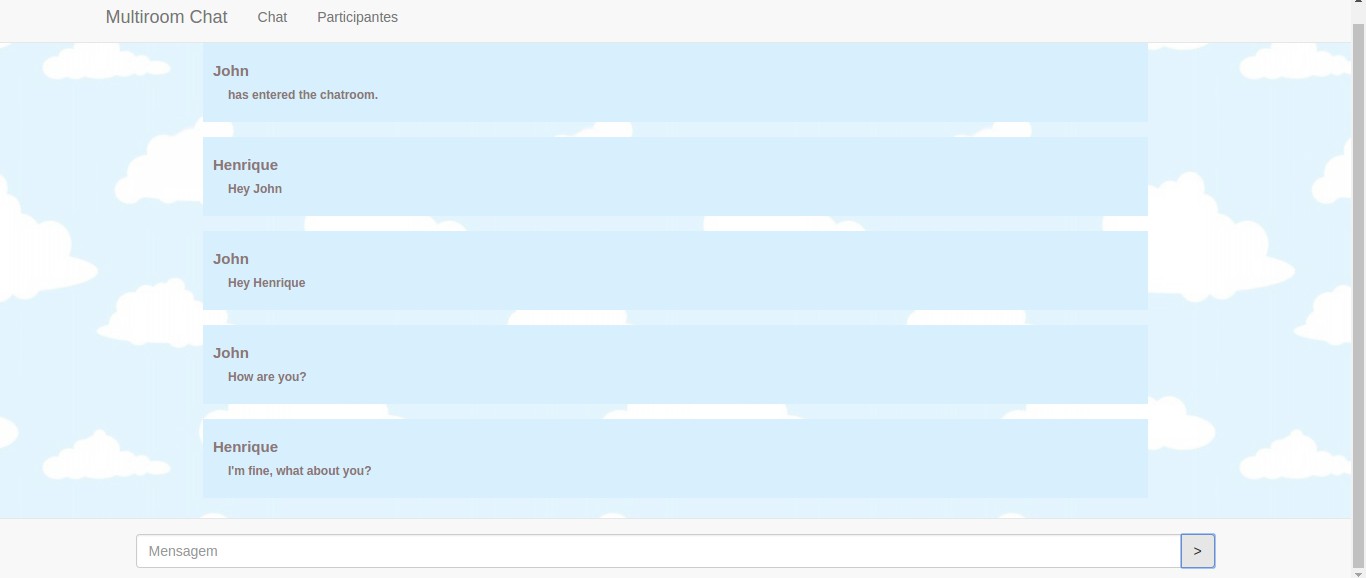 Multiroom Chat Chat Participantes
John
has entered the chatroom.
Henrique
Hey John
John
Hey Henrique
John
How are you?
Henrique
I'm fine, what about you?
Mensagem >